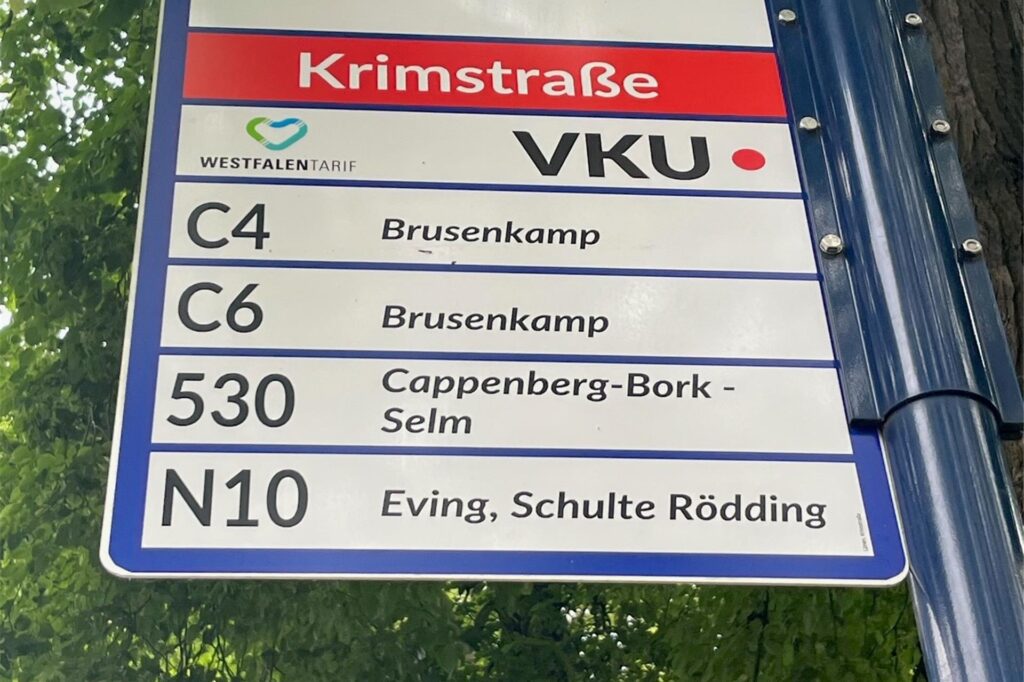 Krimstraße
WESTFALENTARIF
VKU
C4 Brusenkamp
C6 Brusenkamp
530 Cappenberg-Bork -
Selm
N10 Eving, Schulte Rödding